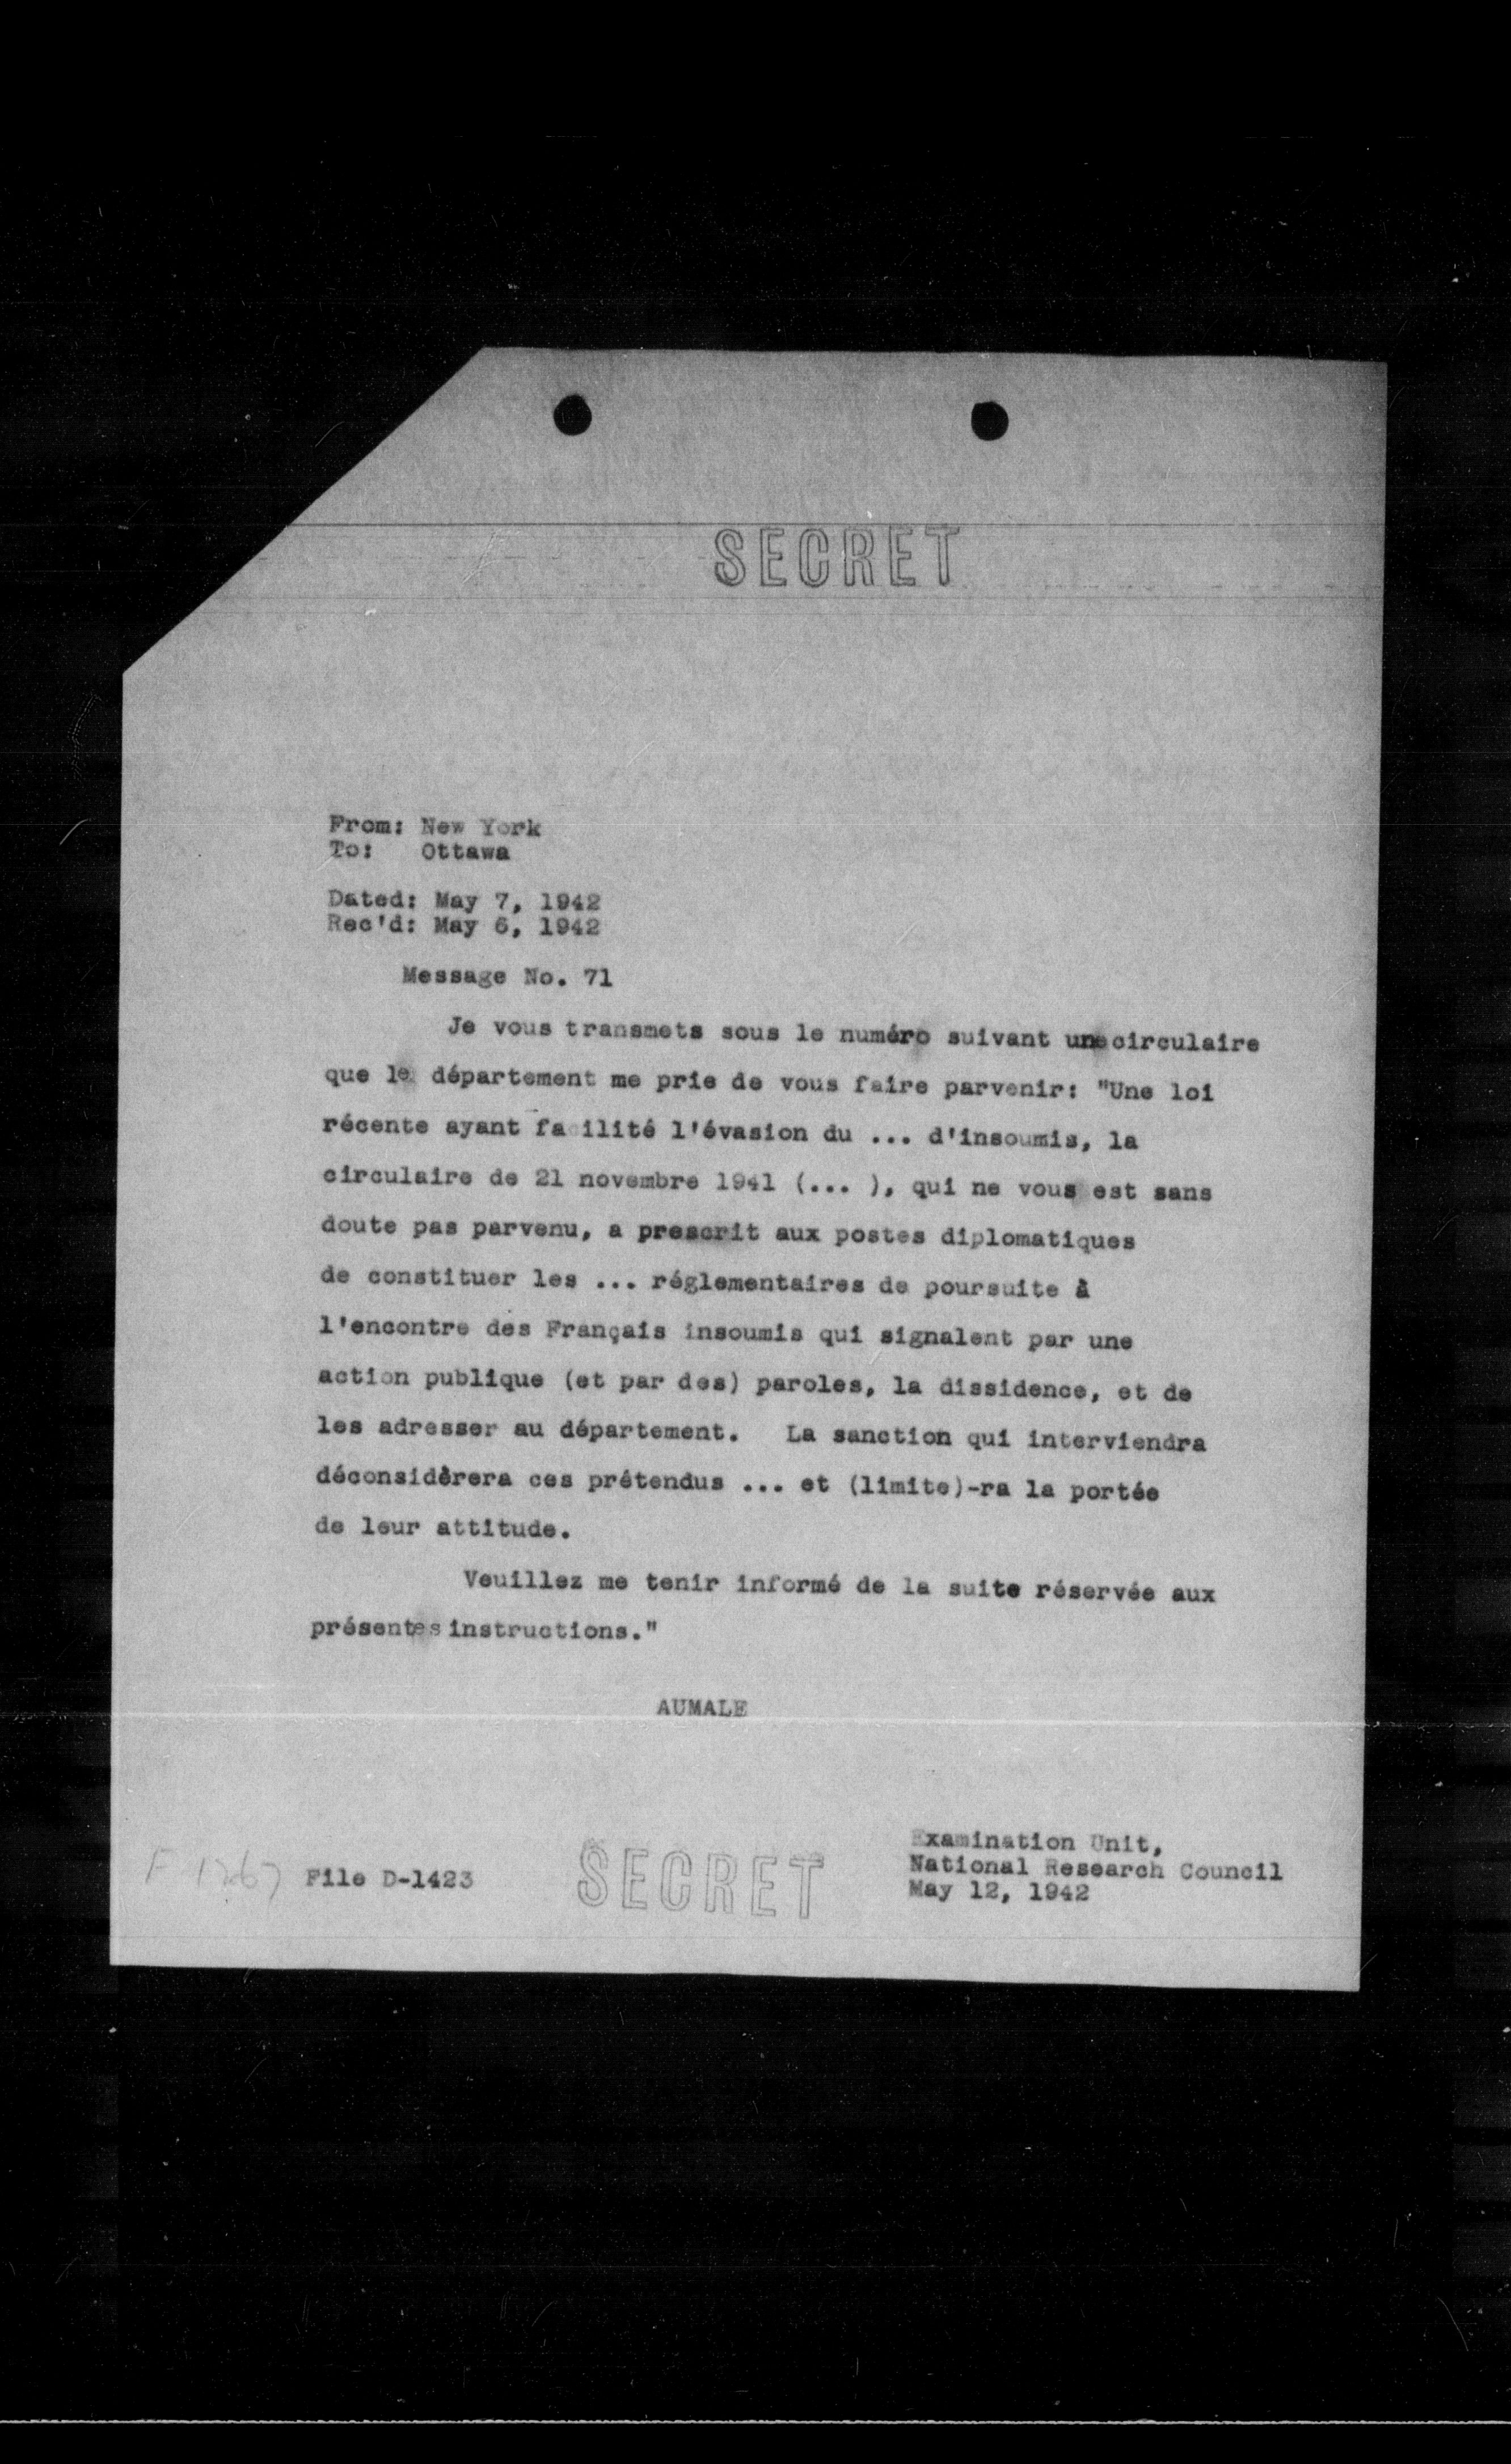 SECRET
From: New York
To: Ottawa
Dated: May 7, 1942
Rec'd: May 6, 1942
Message No. 71
Je vous transmets sous le numéro suivant une circulaire
que le département me prie de vous faire parvenir: "Une loi
récente ayant facilité l'évasion du ... d'insoumis, la
circulaire de 21 novembre 1941 (... ), qui ne vous est sans
doute pas parvenu, a prescrit aux postes diplomatiques
de constituer les ... réglementaires de poursuite à
l'encontre des Français insoumis qui signalent par une
action publique (et par des) paroles, la dissidence, et de
les adresser au département. La sanction qui interviendra
déconsidèrera ces prétendus ... et (limite)-ra la portée
de leur attitude.
Veuillez me tenir informé de la suite réservée aux
présentes instructions."
AUMALE
File D-1423
SECRET
Examination Unit,
National Research Council
May 12, 1942